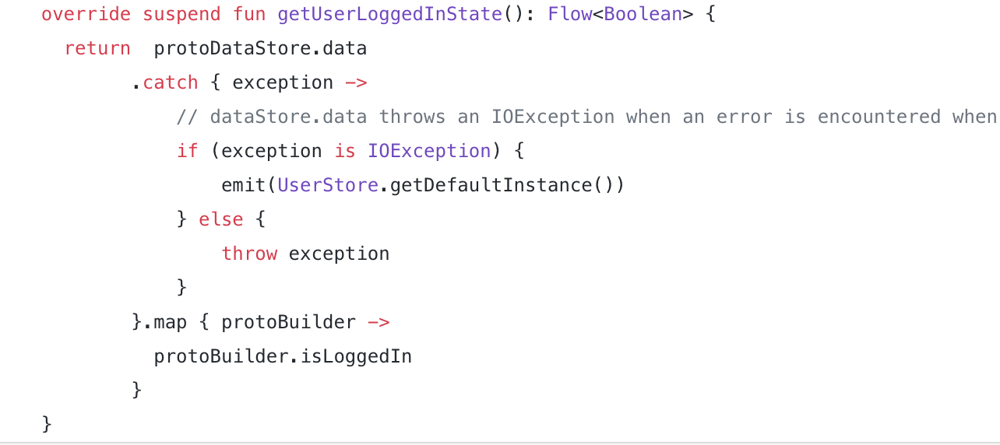 override suspend fun getUserLoggedInState(): Flow<Boolean> {
return  protoDataStore.data
.catch { exception ->
// dataStore.data throws an IOException when an error is encountered when
if (exception is IOException) {
emit(UserStore.getDefaultInstance())
} else {
throw exception
}
}.map { protoBuilder ->
protoBuilder.isLoggedIn
}
}